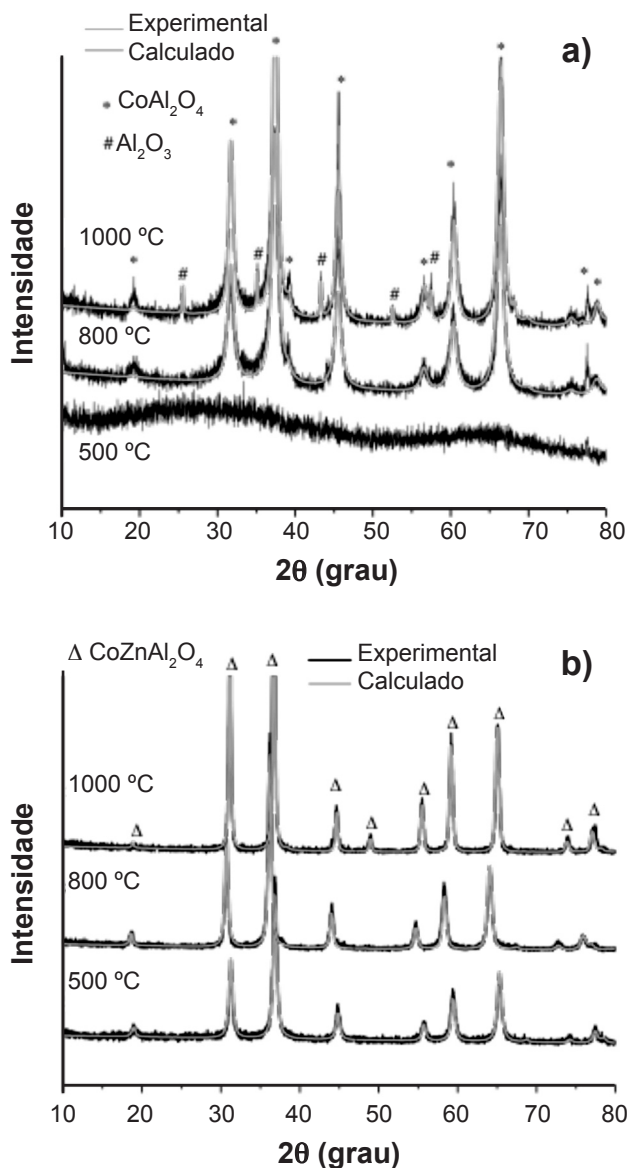 Experimental
Calculado
a)
* CoAl₂O₄
# Al₂O₃
1000 ºC
800 ºC
500 ºC
Intensidade
10 20 30 40 50 60 70 80
2θ (grau)
Δ CoZnAl₂O₄
Experimental
Calculado
b)
1000 ºC
800 ºC
500 ºC
Intensidade
10 20 30 40 50 60 70 80
2θ (grau)